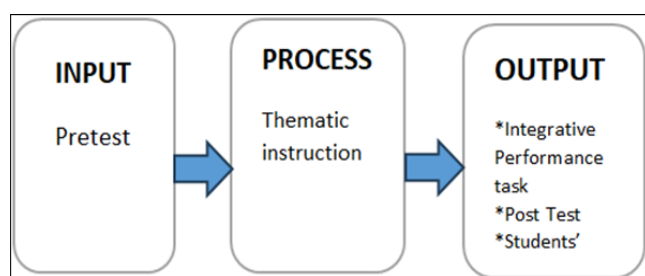 INPUT
Pretest
PROCESS
Thematic
instruction
OUTPUT
*Integrative
Performance
task
*Post Test
*Students’